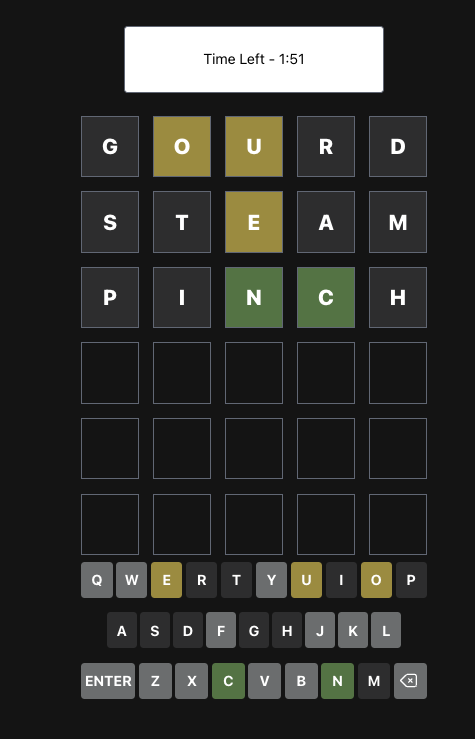 Time Left - 1:51
G O U R D
S T E A M
P I N C H
Q W E R T Y U I O P
A S D F G H J K L
ENTER Z X C V B N M